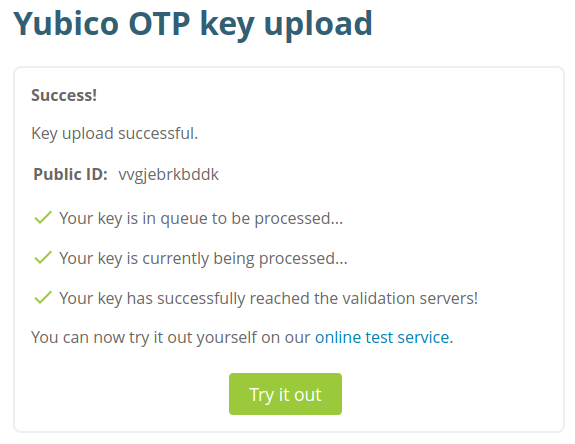 Yubico OTP key upload
Success!
Key upload successful.
Public ID: vvgjebrkbddk
Your key is in queue to be processed...
Your key is currently being processed...
Your key has successfully reached the validation servers!
You can now try it out yourself on our online test service.
Try it out